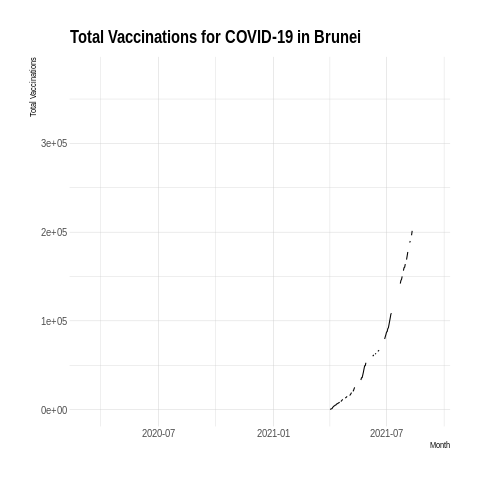 Total Vaccinations for COVID-19 in Brunei
Total Vaccinations
3e+05
2e+05
1e+05
0e+00
2020-07 2021-01 2021-07
Month